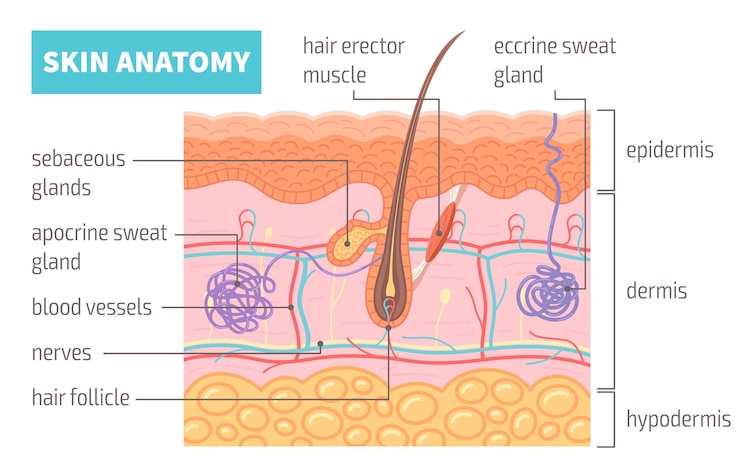 SKIN ANATOMY
hair erector
muscle
eccrine sweat
gland
sebaceous
glands
apocrine sweat
gland
blood vessels
nerves
hair follicle
epidermis
dermis
hypodermis